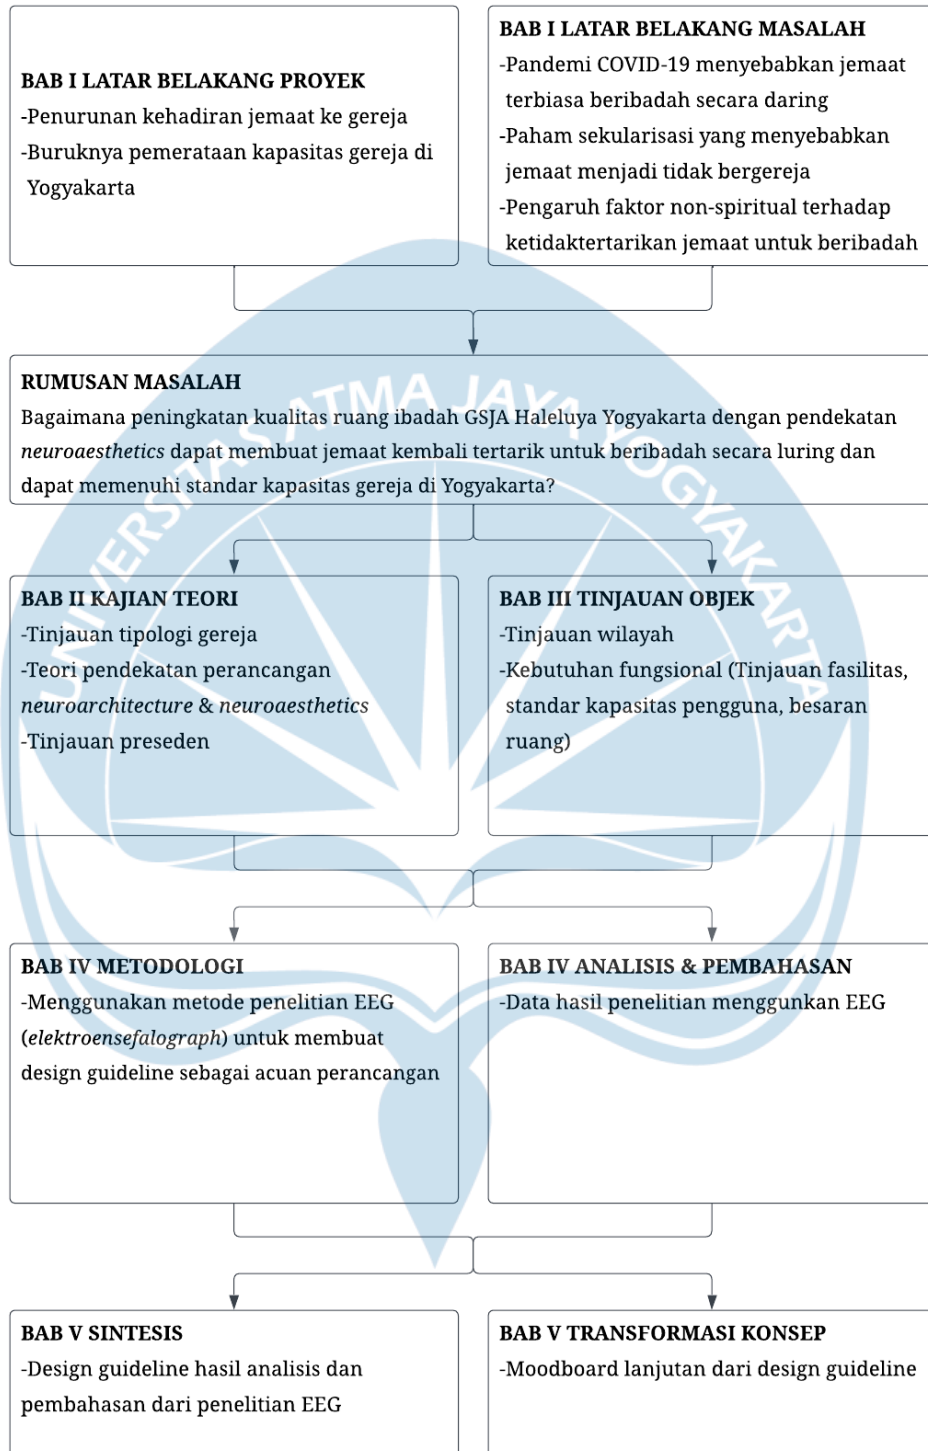 BAB I LATAR BELAKANG PROYEK
-Penurunan kehadiran jemaat ke gereja
-Buruknya pemerataan kapasitas gereja di
Yogyakarta
BAB I LATAR BELAKANG MASALAH
-Pandemi COVID-19 menyebabkan jemaat
terbiasa beribadah secara daring
-Paham sekularisasi yang menyebabkan
jemaat menjadi tidak bergereja
-Pengaruh faktor non-spiritual terhadap
ketidaktertarikan jemaat untuk beribadah
RUMUSAN MASALAH
Bagaimana peningkatan kualitas ruang ibadah GSJA Haleluya Yogyakarta dengan pendekatan
neuroaesthetics dapat membuat jemaat kembali tertarik untuk beribadah secara luring dan
dapat memenuhi standar kapasitas gereja di Yogyakarta?
UNIVERSITAS ATMA JAYA YOGYAKARTA
BAB II KAJIAN TEORI
-Tinjauan tipologi gereja
-Teori pendekatan perancangan
neuroarchitecture & neuroaesthetics
-Tinjauan preseden
BAB III TINJAUAN OBJEK
-Tinjauan wilayah
-Kebutuhan fungsional (Tinjauan fasilitas,
standar kapasitas pengguna, besaran
ruang)
BAB IV METODOLOGI
-Menggunakan metode penelitian EEG
(elektroensefalograph) untuk membuat
design guideline sebagai acuan perancangan
BAB IV ANALISIS & PEMBAHASAN
-Data hasil penelitian menggunkan EEG
BAB V SINTESIS
-Design guideline hasil analisis dan
pembahasan dari penelitian EEG
BAB V TRANSFORMASI KONSEP
-Moodboard lanjutan dari design guideline